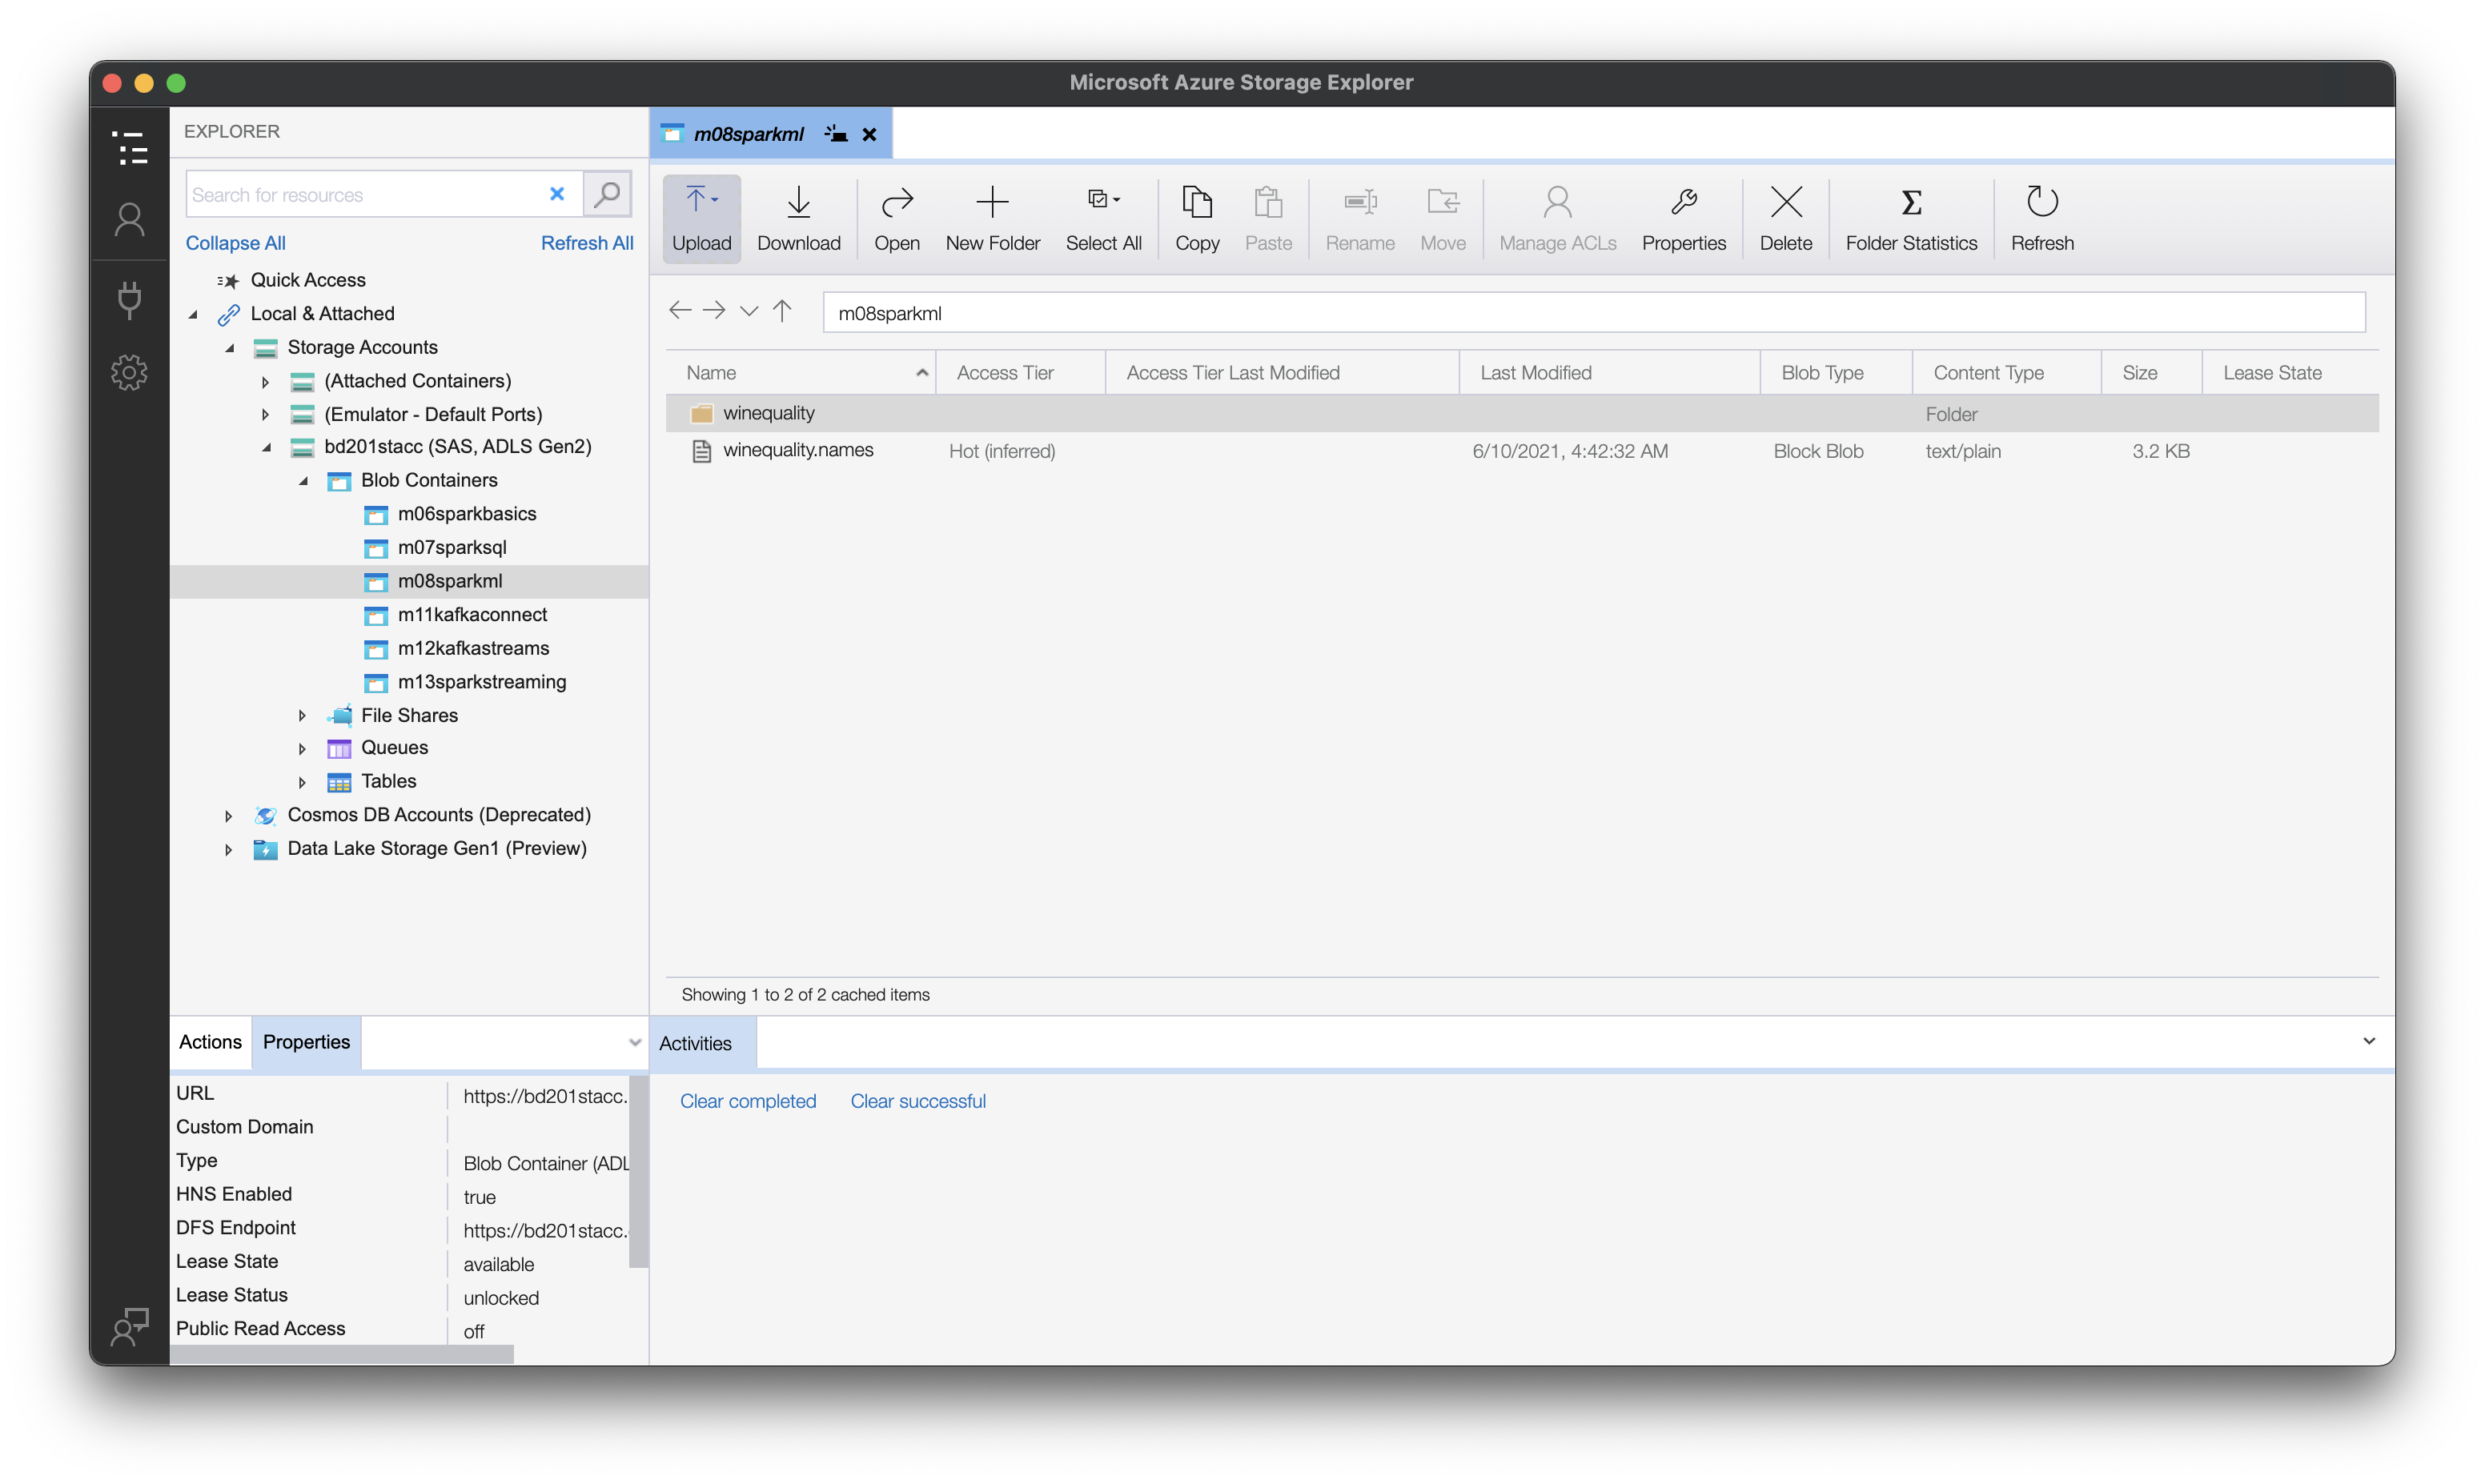 Microsoft Azure Storage Explorer
EXPLORER
Search for resources
Collapse All Refresh All
Quick Access
Local & Attached
Storage Accounts
(Attached Containers)
(Emulator - Default Ports)
bd201stacc (SAS, ADLS Gen2)
Blob Containers
m06sparkbasics
m07sparksql
m08sparkml
m11kafkaconnect
m12kafkastreams
m13sparkstreaming
File Shares
Queues
Tables
Cosmos DB Accounts (Deprecated)
Data Lake Storage Gen1 (Preview)
Actions Properties
URL https://bd201stacc.
Custom Domain
Type Blob Container (ADL
HNS Enabled true
DFS Endpoint https://bd201stacc.
Lease State available
Lease Status unlocked
Public Read Access off
m08sparkml
Upload Download Open New Folder Select All Copy Paste Rename Move Manage ACLs Properties Delete Folder Statistics Refresh
m08sparkml
Name Access Tier Access Tier Last Modified Last Modified Blob Type Content Type Size Lease State
winequality Folder
winequality.names Hot (inferred) 6/10/2021, 4:42:32 AM Block Blob text/plain 3.2 KB
Showing 1 to 2 of 2 cached items
Activities
Clear completed Clear successful